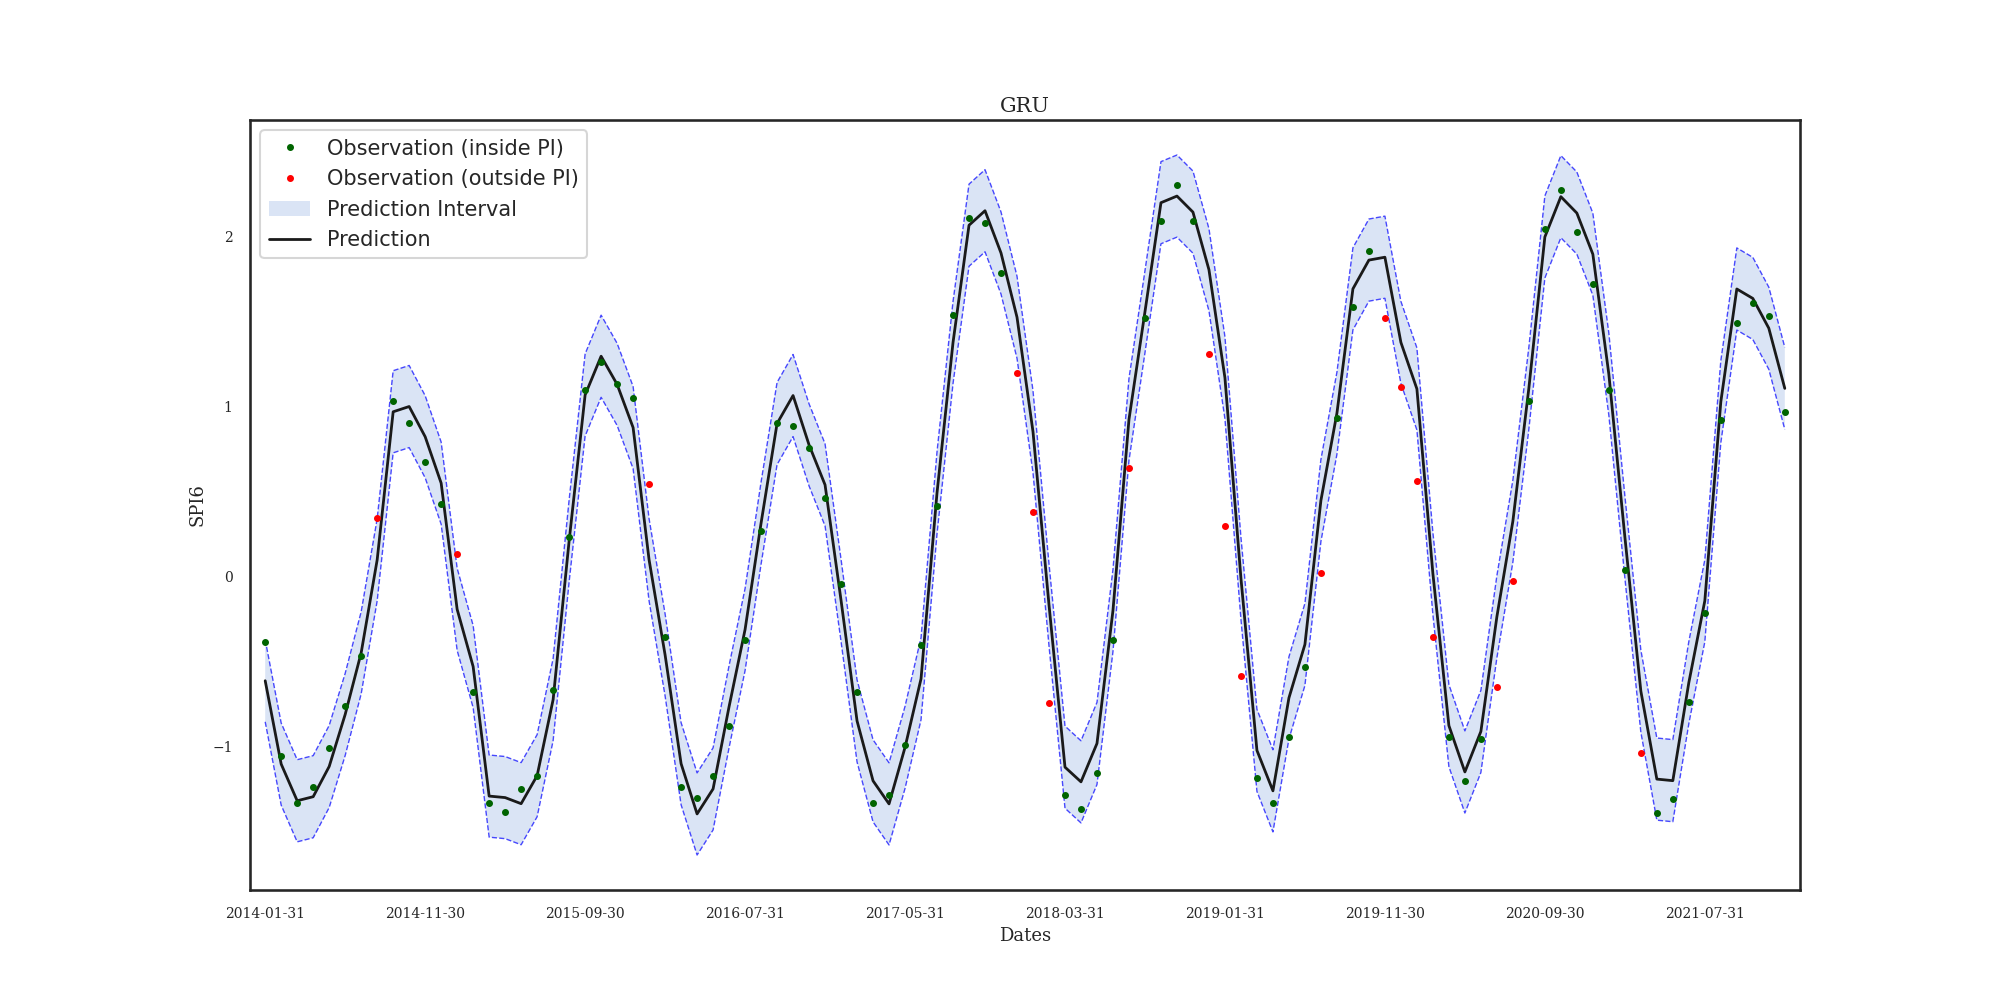 GRU
Observation (inside PI)
Observation (outside PI)
Prediction Interval
Prediction
2
1
0
−1
SPI6
2014-01-31 2014-11-30 2015-09-30 2016-07-31 2017-05-31 2018-03-31 2019-01-31 2019-11-30 2020-09-30 2021-07-31
Dates